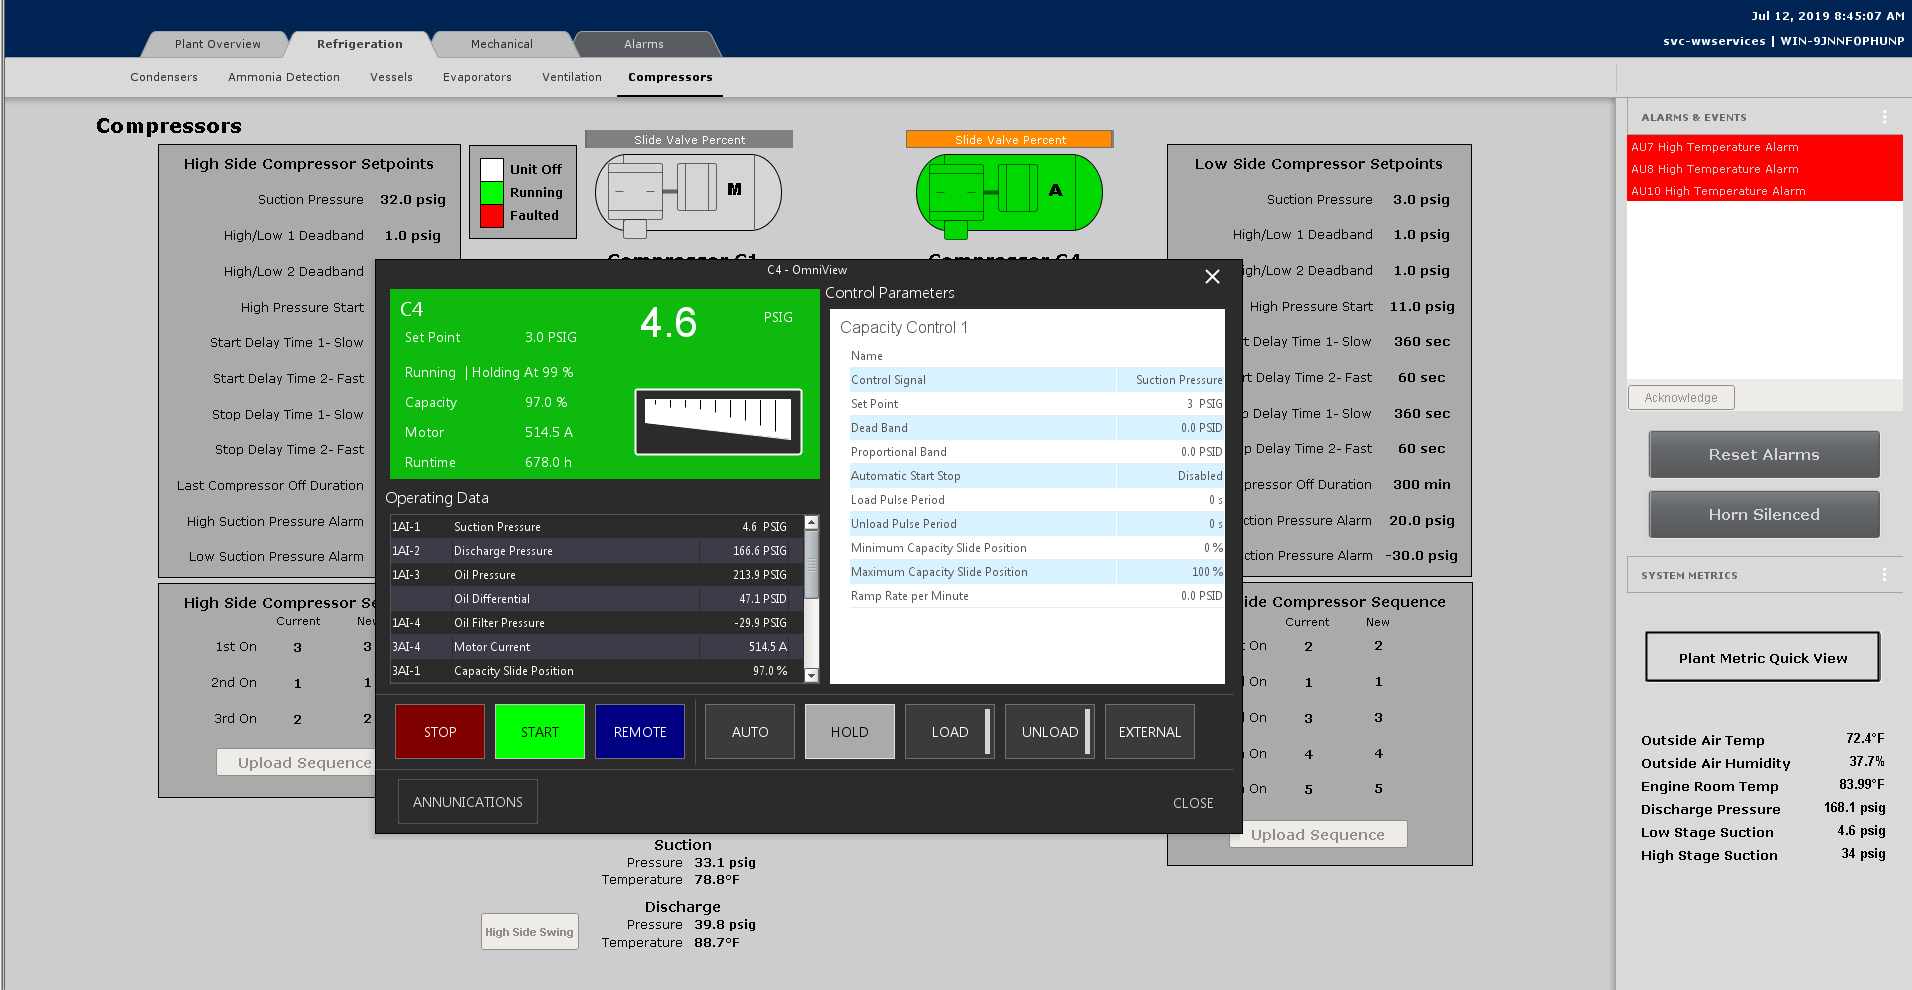 Jul 12, 2019 8:45:07 AM
svc-wwservices | WIN-9JNNFOPHUNP
Plant Overview
Refrigeration
Mechanical
Alarms
Condensers
Ammonia Detection
Vessels
Evaporators
Ventilation
Compressors
Compressors
High Side Compressor Setpoints
Suction Pressure 32.0 psig
High/Low 1 Deadband 1.0 psig
High/Low 2 Deadband
High Pressure Start
Start Delay Time 1- Slow
Start Delay Time 2- Fast
Stop Delay Time 1- Slow
Stop Delay Time 2- Fast
Last Compressor Off Duration
High Suction Pressure Alarm
Low Suction Pressure Alarm
Unit Off
Running
Faulted
Slide Valve Percent
M
Compressor C1
Slide Valve Percent
A
Compressor C4
Low Side Compressor Setpoints
Suction Pressure 3.0 psig
High/Low 1 Deadband 1.0 psig
igh/Low 2 Deadband 1.0 psig
High Pressure Start 11.0 psig
t Delay Time 1- Slow 360 sec
rt Delay Time 2- Fast 60 sec
p Delay Time 1- Slow 360 sec
p Delay Time 2- Fast 60 sec
pressor Off Duration 300 min
ction Pressure Alarm 20.0 psig
ction Pressure Alarm -30.0 psig
High Side Compressor Se
Current Nev
1st On 3 3
2nd On 1 1
3rd On 2 2
Upload Sequence
C4 - OmniView
C4
4.6
PSIG
Set Point 3.0 PSIG
Running | Holding At 99 %
Capacity 97.0 %
Motor 514.5 A
Runtime 678.0 h
Operating Data
1AI-1 Suction Pressure 4.6 PSIG
1AI-2 Discharge Pressure 166.6 PSIG
1AI-3 Oil Pressure 213.9 PSIG
Oil Differential 47.1 PSID
1AI-4 Oil Filter Pressure -29.9 PSIG
3AI-4 Motor Current 514.5 A
3AI-1 Capacity Slide Position 97.0 %
Control Parameters
Capacity Control 1
Name
Control Signal Suction Pressure
Set Point 3 PSIG
Dead Band 0.0 PSID
Proportional Band 0.0 PSID
Automatic Start Stop Disabled
Load Pulse Period 0 s
Unload Pulse Period 0 s
Minimum Capacity Slide Position 0 %
Maximum Capacity Slide Position 100 %
Ramp Rate per Minute 0.0 PSID
STOP
START
REMOTE
AUTO
HOLD
LOAD
UNLOAD
EXTERNAL
ANNUNICATIONS
CLOSE
ide Compressor Sequence
Current New
t On 2 2
On 1 1
On 3 3
On 4 4
On 5 5
Upload Sequence
Suction
Pressure 33.1 psig
Temperature 78.8°F
Discharge
Pressure 39.8 psig
Temperature 88.7°F
High Side Swing
ALARMS & EVENTS
AU7 High Temperature Alarm
AU8 High Temperature Alarm
AU10 High Temperature Alarm
Acknowledge
Reset Alarms
Horn Silenced
SYSTEM METRICS
Plant Metric Quick View
Outside Air Temp 72.4°F
Outside Air Humidity 37.7%
Engine Room Temp 83.99°F
Discharge Pressure 168.1 psig
Low Stage Suction 4.6 psig
High Stage Suction 34 psig